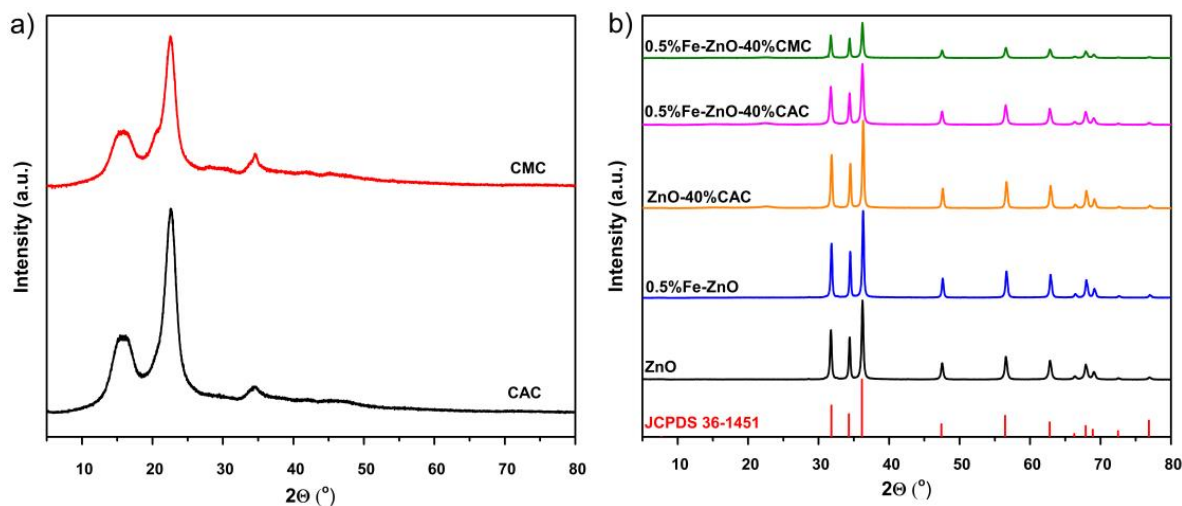 a)
Intensity (a.u.)
CMC
CAC
10 20 30 40 50 60 70 80
2Θ (°)
b)
Intensity (a.u.)
0.5%Fe-ZnO-40%CMC
0.5%Fe-ZnO-40%CAC
ZnO-40%CAC
0.5%Fe-ZnO
ZnO
JCPDS 36-1451
10 20 30 40 50 60 70 80
2Θ (°)